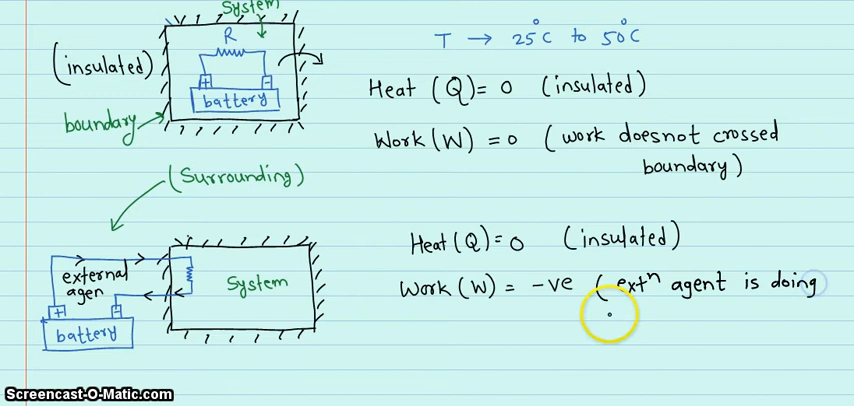 System
R
+ -
battery
(insulated)
boundary
T → 25°C to 50°C
Heat (Q) = 0 (insulated)
Work (W) = 0 (work doesnot crossed
boundary)
(Surrounding)
external
agen
+ -
battery
System
Heat (Q) = 0 (insulated)
Work (W) = -ve (extⁿ agent is doing
Screencast-O-Matic.com